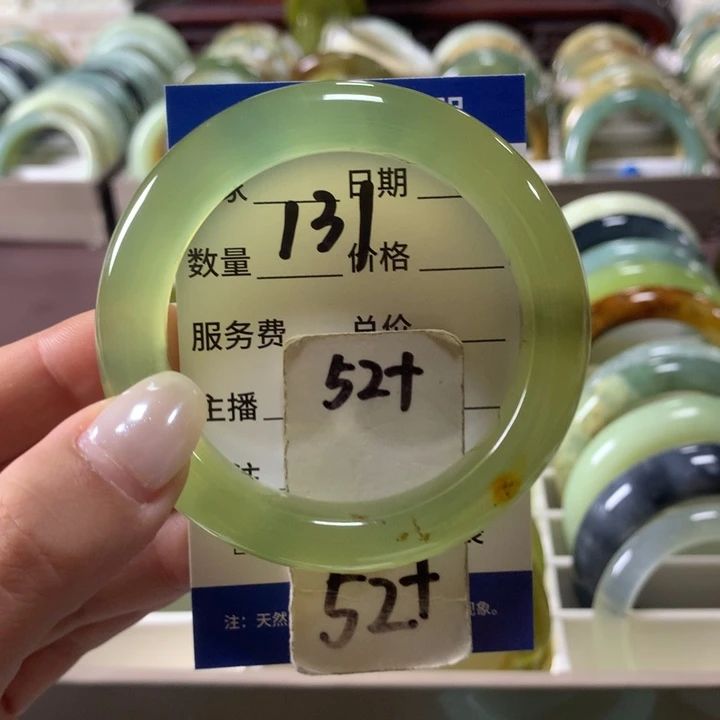 日期
131
数量 价格
服务费 总价
52+
主播
52+
注：天然 现象。